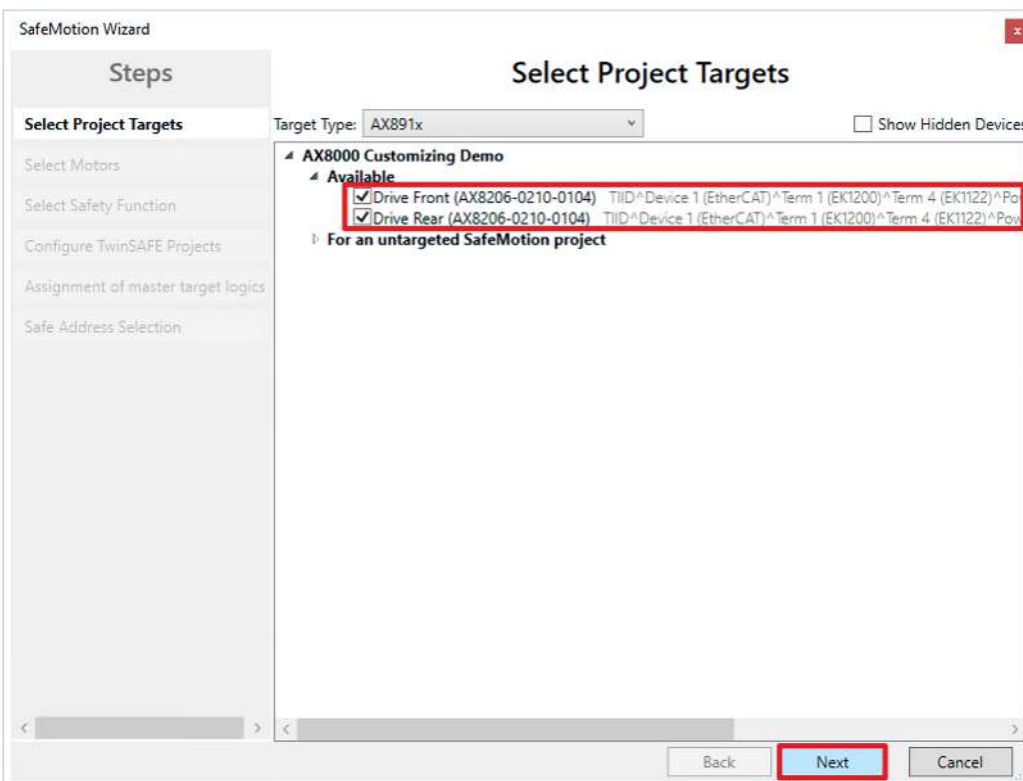 SafeMotion Wizard
x
Steps
Select Project Targets
Select Motors
Select Safety Function
Configure TwinSAFE Projects
Assignment of master target logics
Safe Address Selection
Select Project Targets
Target Type: AX891x
Show Hidden Devices
AX8000 Customizing Demo
Available
Drive Front (AX8206-0210-0104) TIID^Device 1 (EtherCAT)^Term 1 (EK1200)^Term 4 (EK1122)^Po
Drive Rear (AX8206-0210-0104) TIID^Device 1 (EtherCAT)^Term 1 (EK1200)^Term 4 (EK1122)^Pow
For an untargeted SafeMotion project
Back Next Cancel